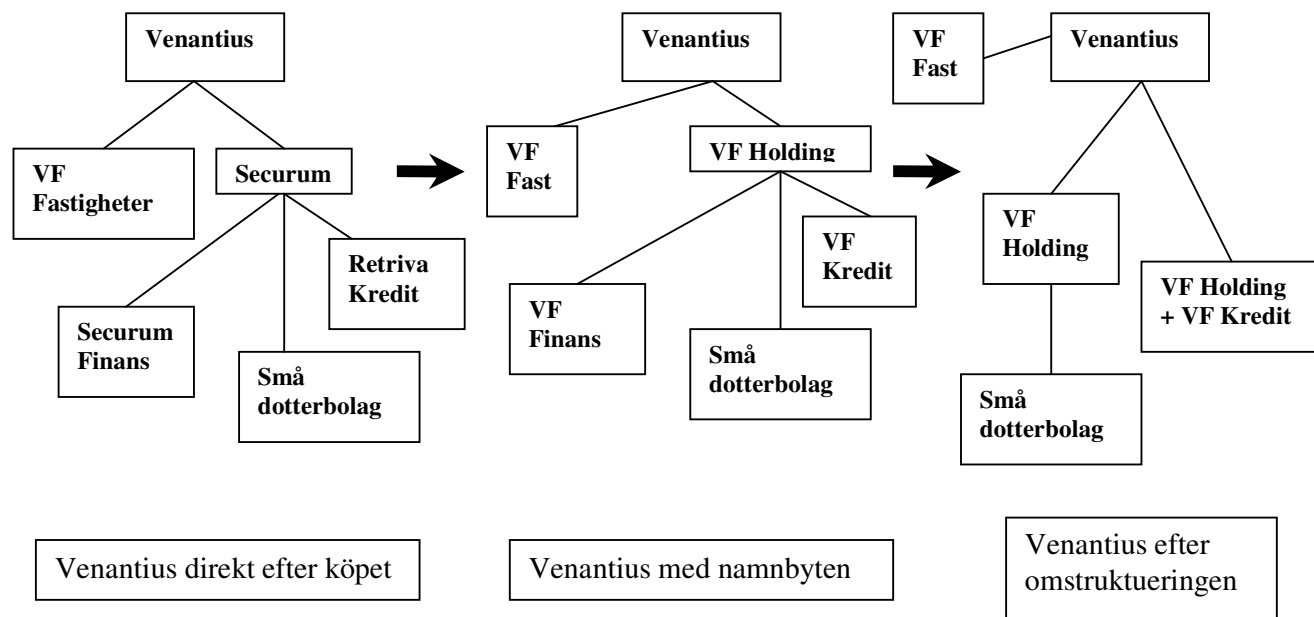 Venantius
VF
Fastigheter
Securum
Securum
Finans
Små
dotterbolag
Retriva
Kredit
Venantius direkt efter köpet
Venantius
VF
Fast
VF Holding
VF
Finans
Små
dotterbolag
VF
Kredit
Venantius med namnbyten
VF
Fast
Venantius
VF
Holding
VF Holding
+ VF Kredit
Små
dotterbolag
Venantius efter
omstruktueringen